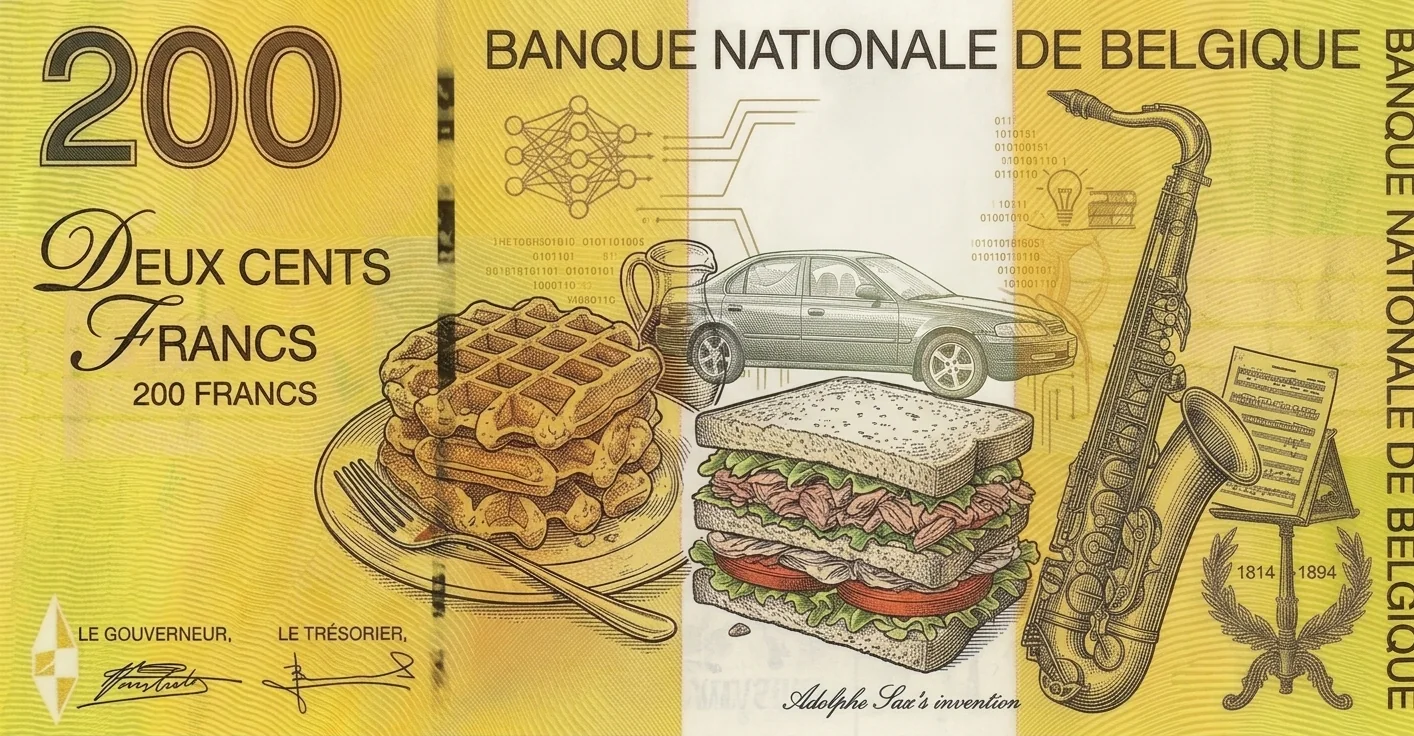 200
BANQUE NATIONALE DE BELGIQUE
DEUX CENTS
FRANCS
200 FRANCS
LE GOUVERNEUR,
LE TRÉSORIER,
Adolphe Sax's invention
1814 1894
BANQUE NATIONALE DE BELGIQUE